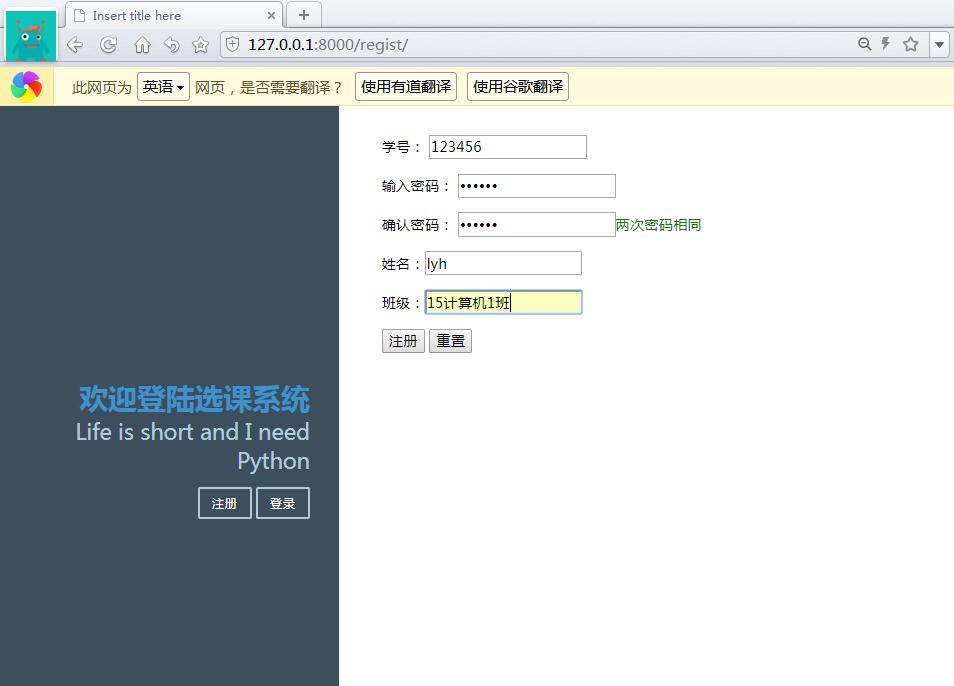 Insert title here
127.0.0.1:8000/regist/
此网页为 英语 网页，是否需要翻译？ 使用有道翻译 使用谷歌翻译
学号： 123456
输入密码： ••••••
确认密码： •••••• 两次密码相同
姓名：lyh
班级：15计算机1班
注册 重置
欢迎登陆选课系统
Life is short and I need
Python
注册 登录